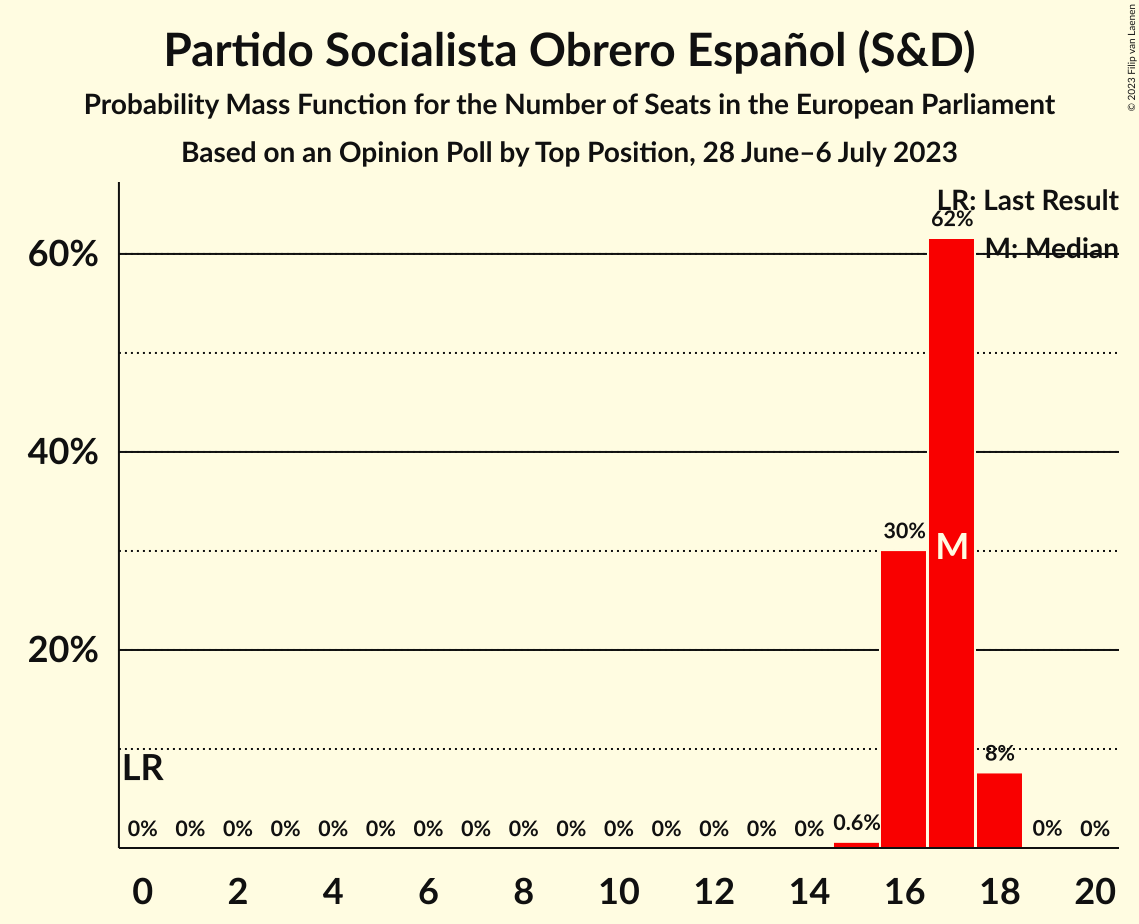 Partido Socialista Obrero Español (S&D)
Probability Mass Function for the Number of Seats in the European Parliament
Based on an Opinion Poll by Top Position, 28 June–6 July 2023
© 2023 Filip van Laenen
LR: Last Result
M: Median
60%
40%
20%
LR
0% 0% 0% 0% 0% 0% 0% 0% 0% 0% 0% 0% 0% 0% 0% 0.6% 30% 62% 8% 0% 0%
M
0 2 4 6 8 10 12 14 16 18 20